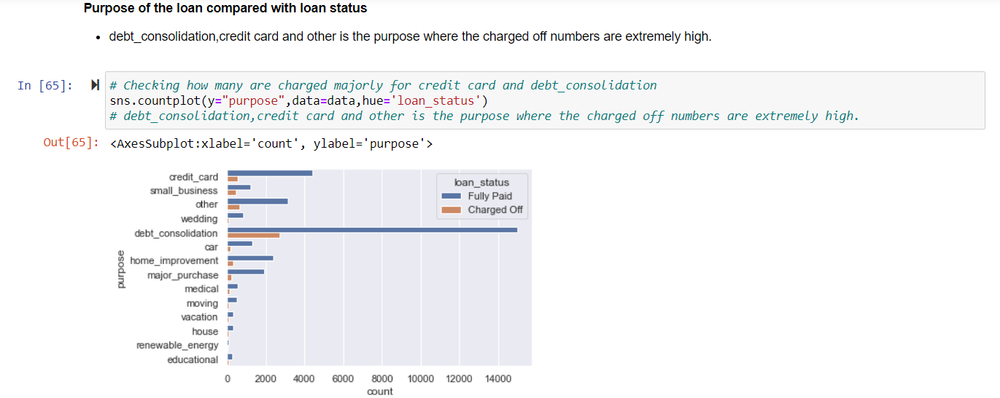 Purpose of the loan compared with loan status
• debt_consolidation,credit card and other is the purpose where the charged off numbers are extremely high.
In [65]:
# Checking how many are charged majorly for credit card and debt_consolidation
sns.countplot(y="purpose",data=data,hue='loan_status')
# debt_consolidation,credit card and other is the purpose where the charged off numbers are extremely high.
Out[65]: <AxesSubplot:xlabel='count', ylabel='purpose'>
loan_status
Fully Paid
Charged Off
purpose
credit_card
small_business
other
wedding
debt_consolidation
car
home_improvement
major_purchase
medical
moving
vacation
house
renewable_energy
educational
0 2000 4000 6000 8000 10000 12000 14000
count